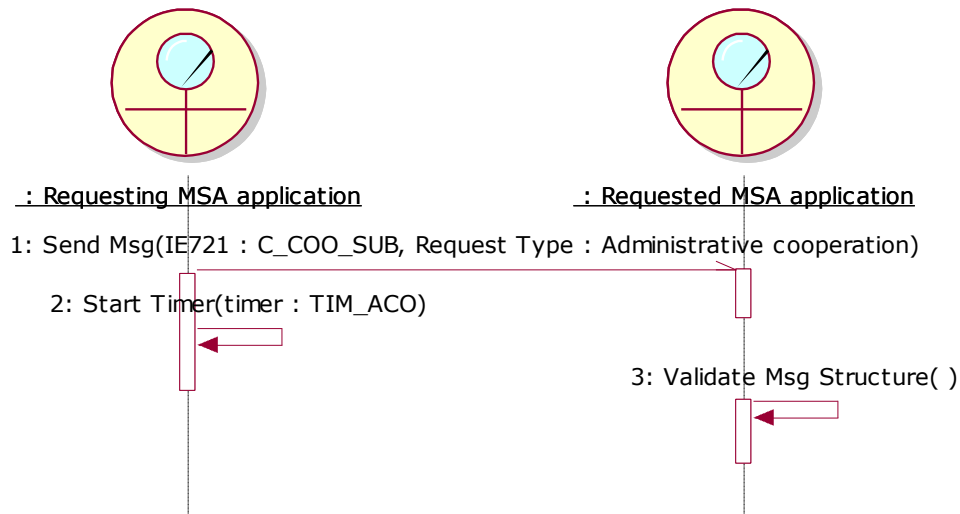 : Requesting MSA application
: Requested MSA application
1: Send Msg(IE721 : C_COO_SUB, Request Type : Administrative cooperation)
2: Start Timer(timer : TIM_ACO)
3: Validate Msg Structure( )